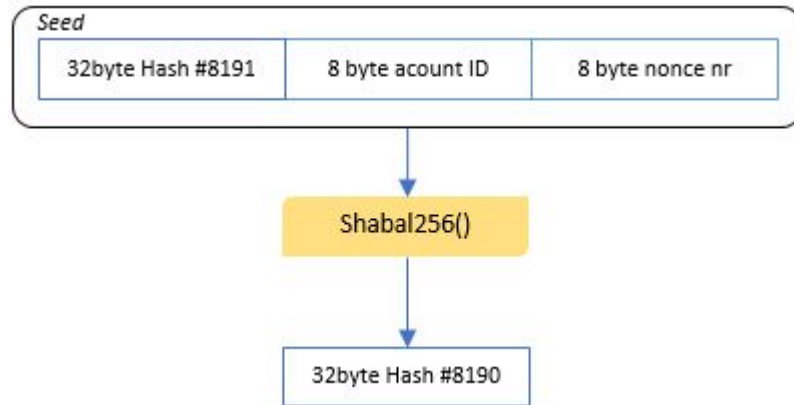 Seed
32byte Hash #8191 8 byte acount ID 8 byte nonce nr
Shabal256()
32byte Hash #8190